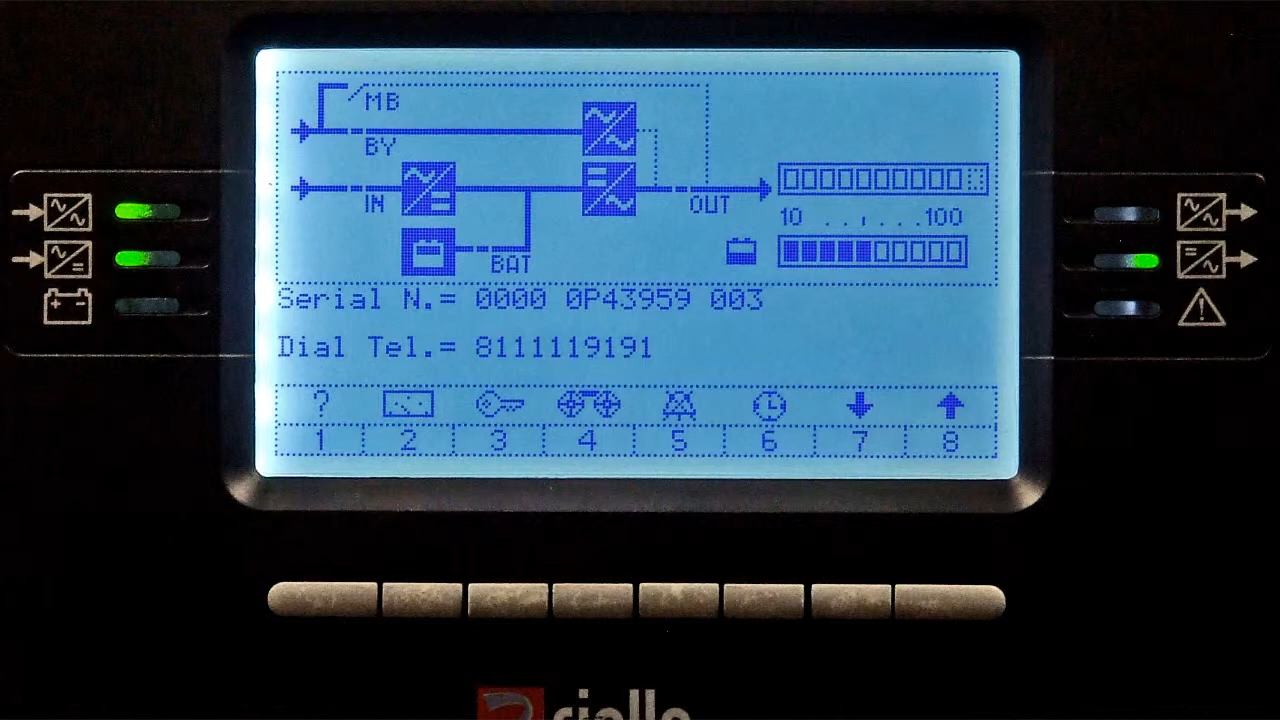 MB
BY
IN
OUT
10 ..,...100
BAT
Serial N.= 0000 0P43959 003
Dial Tel.= 8111119191
?
1 2 3 4 5 6 7 8
riello